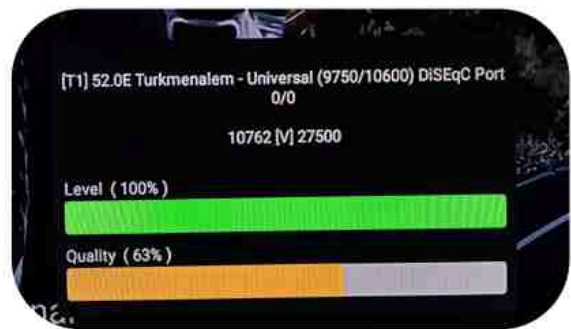 [T1] 52.0E Turkmenalem - Universal (9750/10600) DiSEqC Port
0/0
10762 [V] 27500
Level ( 100% )
Quality ( 63% )